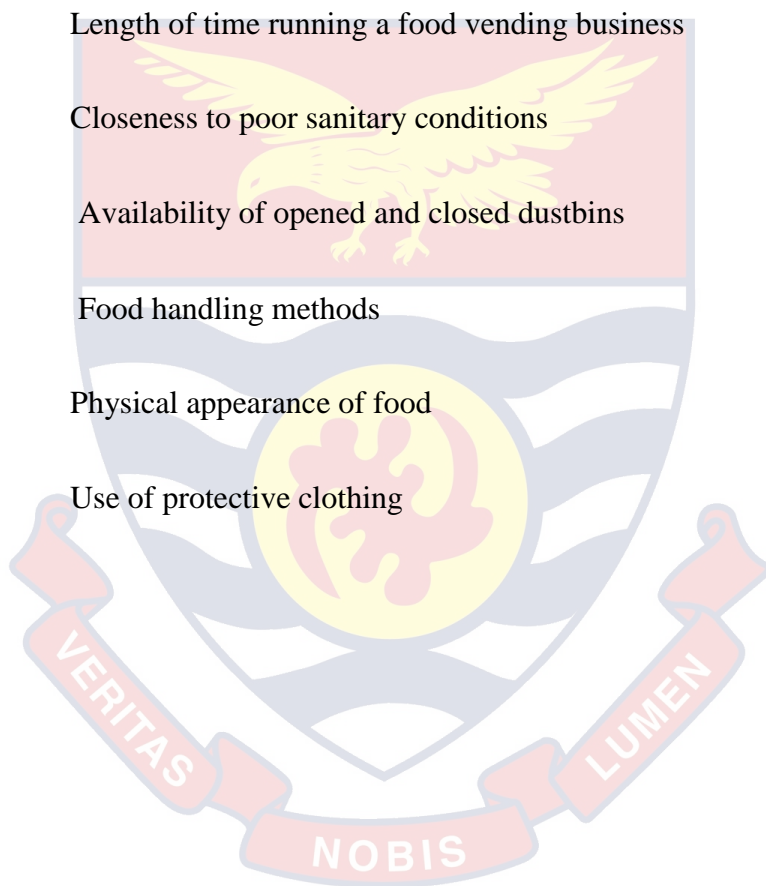 Length of time running a food vending business
Closeness to poor sanitary conditions
Availability of opened and closed dustbins
Food handling methods
Physical appearance of food
Use of protective clothing
VERITAS
NOBIS
LUMEN